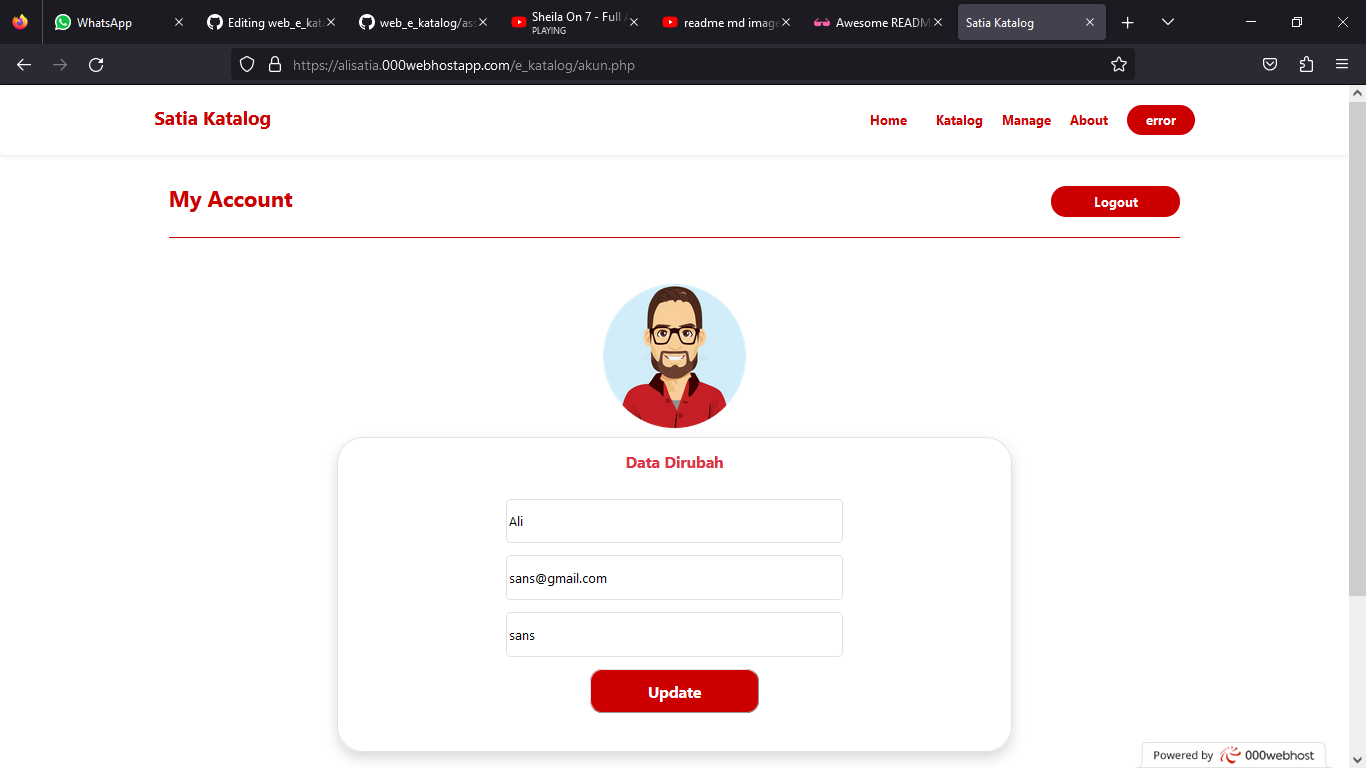 WhatsApp
Editing web_e_kat
web_e_katalog/ass
Sheila On 7 - Full A
PLAYING
readme md image
Awesome READM
Satia Katalog
https://alisatia.000webhostapp.com/e_katalog/akun.php
Satia Katalog
Home
Katalog
Manage
About
error
My Account
Logout
Data Dirubah
Ali
sans@gmail.com
sans
Update
Powered by 000webhost